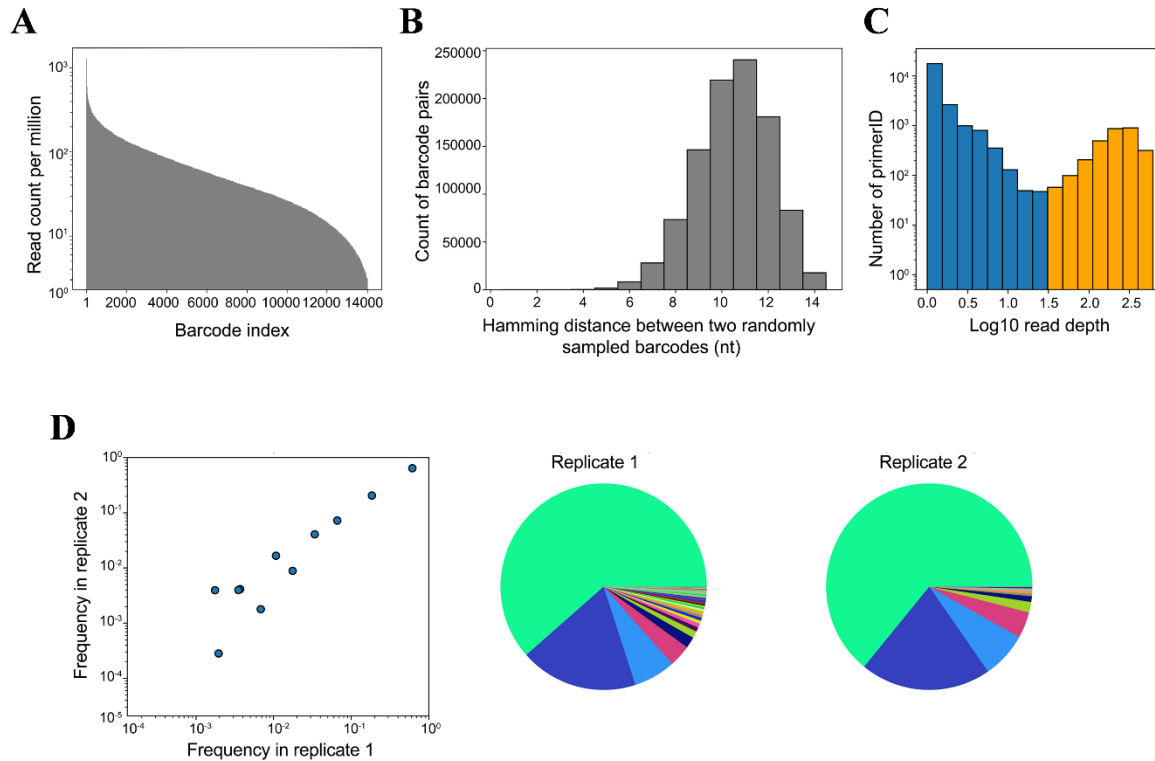 A
Read count per million
10³
10²
10¹
10⁰
1 2000 4000 6000 8000 10000 12000 14000
Barcode index
B
Count of barcode pairs
250000
200000
150000
100000
50000
0
0 2 4 6 8 10 12 14
Hamming distance between two randomly
sampled barcodes (nt)
C
Number of primerID
10⁴
10³
10²
10¹
10⁰
0.0 0.5 1.0 1.5 2.0 2.5
Log10 read depth
D
Frequency in replicate 2
10⁰
10⁻¹
10⁻²
10⁻³
10⁻⁴
10⁻⁵
10⁻⁴ 10⁻³ 10⁻² 10⁻¹ 10⁰
Frequency in replicate 1
Replicate 1
Replicate 2